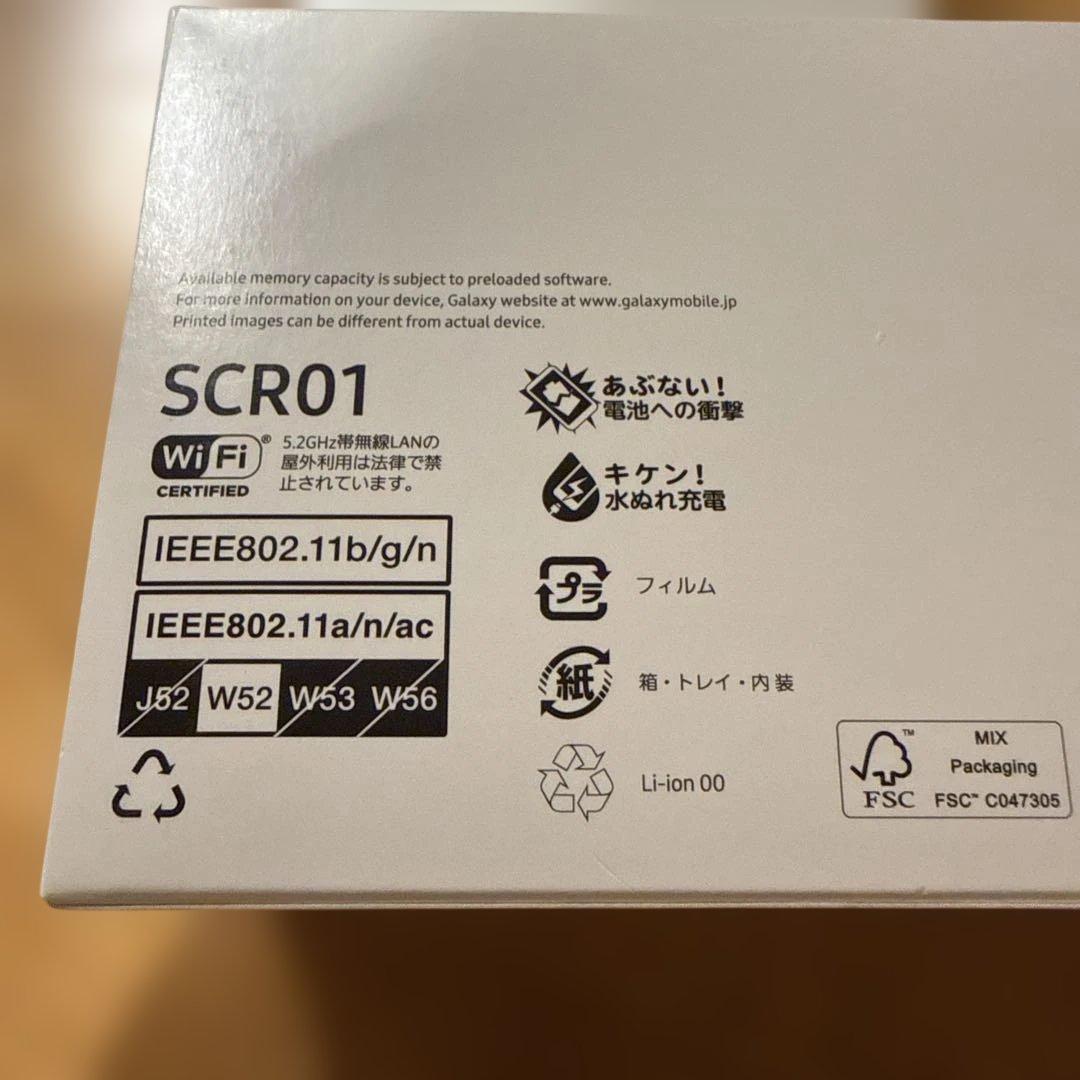 Available memory capacity is subject to preloaded software.
For more information on your device, Galaxy website at www.galaxymobile.jp
Printed images can be different from actual device.
SCR01
Wi Fi®
CERTIFIED
5.2GHz帯無線LANの
屋外利用は法律で禁
止されています。
IEEE802.11b/g/n
IEEE802.11a/n/ac
J52 W52 W53 W56
あぶない！
電池への衝撃
キケン！
水ぬれ充電
プラ フィルム
紙 箱・トレイ・内装
Li-ion 00
FSC™
MIX
Packaging
FSC™ C047305